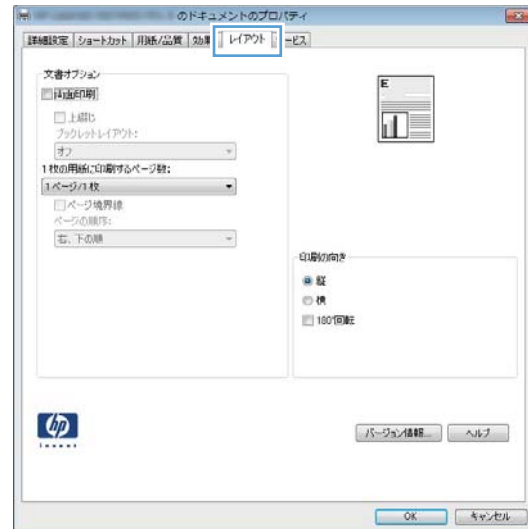 のドキュメントのプロパティ
詳細設定 ショートカット 用紙/品質 効果 レイアウト ービス
文書オプション
両面印刷
上綴じ
ブックレットレイアウト:
オフ
1 枚の用紙に印刷するページ数:
1 ページ/1 枚
ページ境界線
ページの順序:
右、下の順
E
印刷の向き
縦
横
180°回転
hp
invent
バージョン情報... ヘルプ
OK キャンセル